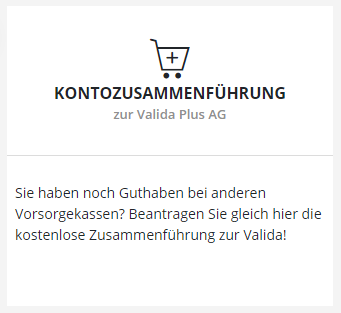 KONTOZUSAMMENFÜHRUNG
zur Valida Plus AG
Sie haben noch Guthaben bei anderen
Vorsorgekassen? Beantragen Sie gleich hier die
kostenlose Zusammenführung zur Valida!